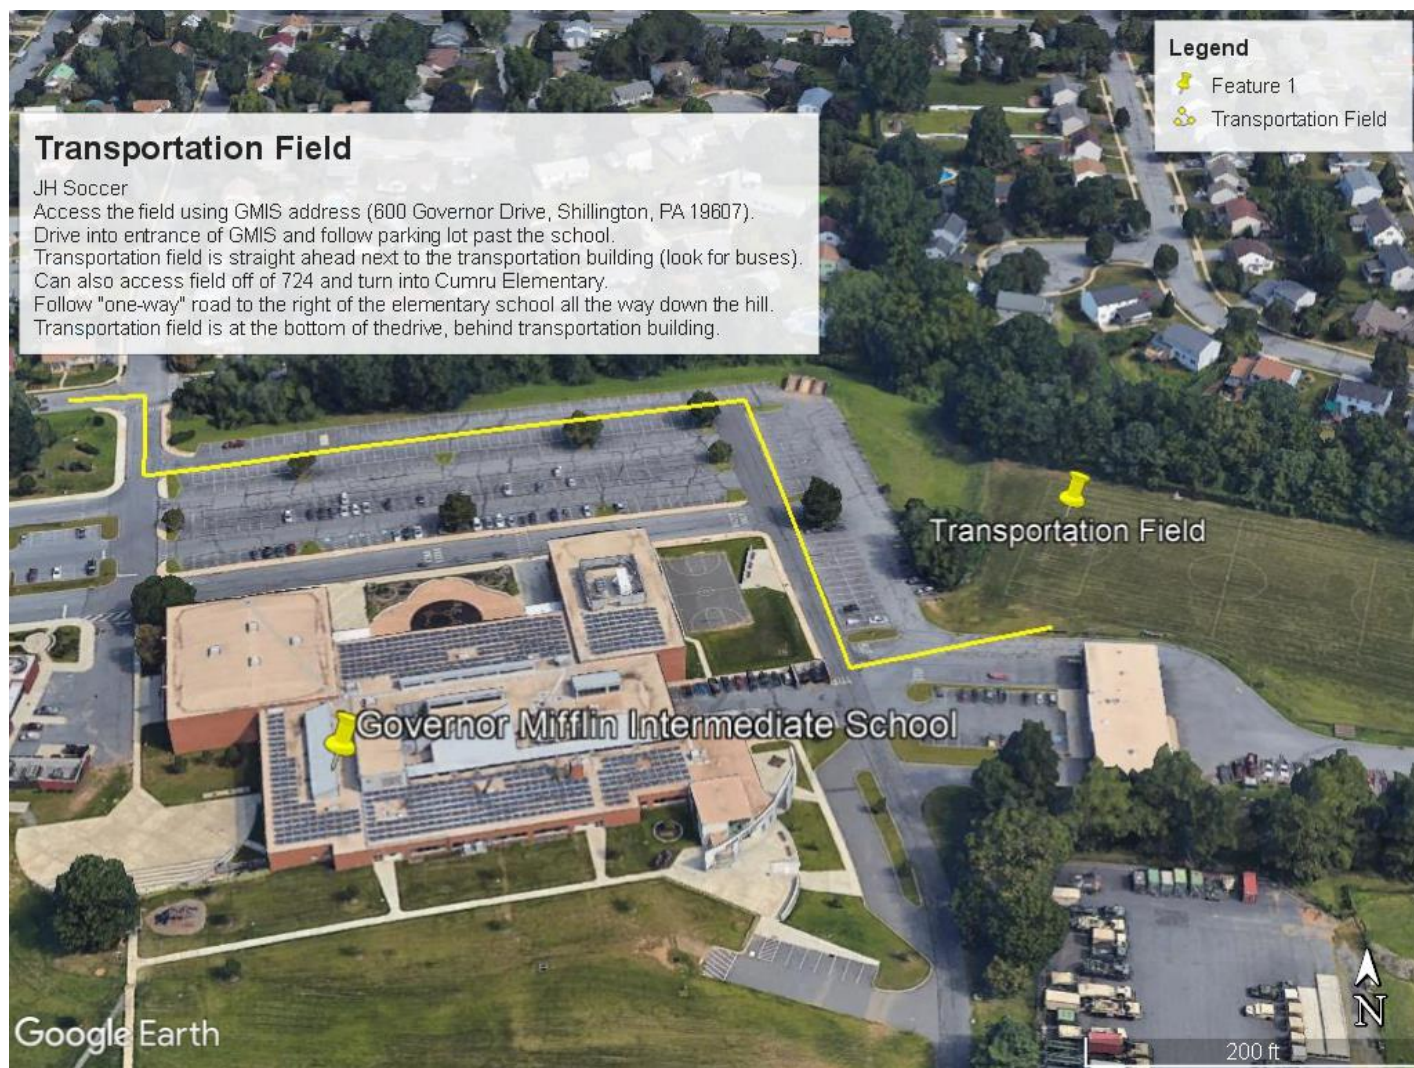 Legend
Feature 1
Transportation Field
Transportation Field
JH Soccer
Access the field using GMIS address (600 Governor Drive, Shillington, PA 19607).
Drive into entrance of GMIS and follow parking lot past the school.
Transportation field is straight ahead next to the transportation building (look for buses).
Can also access field off of 724 and turn into Cumru Elementary.
Follow "one-way" road to the right of the elementary school all the way down the hill.
Transportation field is at the bottom of thedrive, behind transportation building.
Transportation Field
Governor Mifflin Intermediate School
N
Google Earth
200 ft